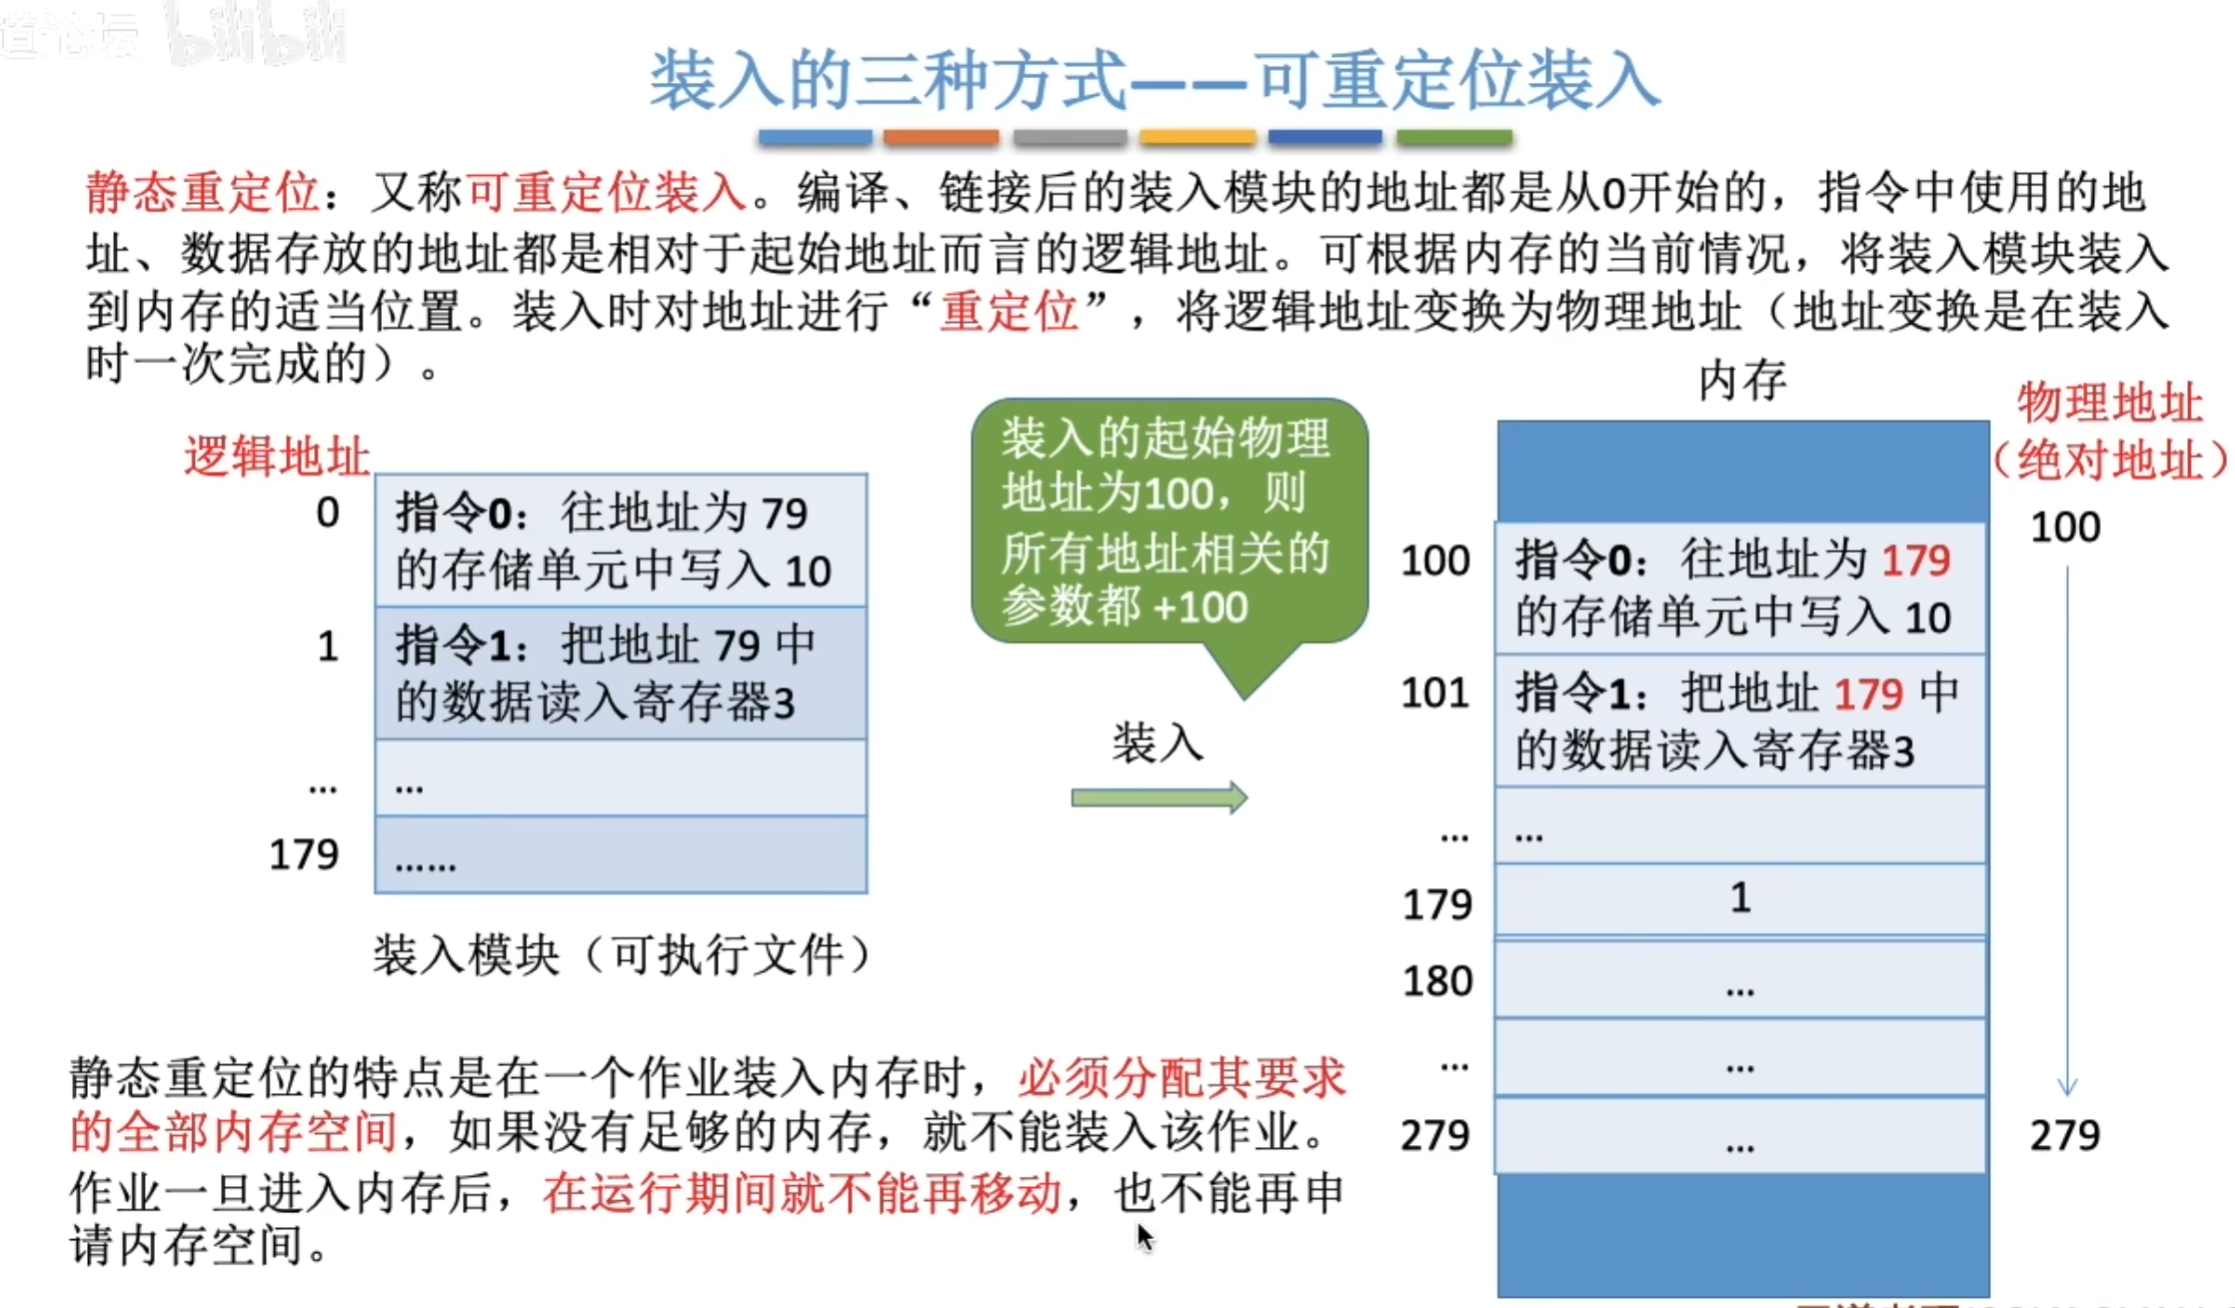 道论坛 bilibili
装入的三种方式——可重定位装入
静态重定位：又称可重定位装入。编译、链接后的装入模块的地址都是从0开始的，指令中使用的地
址、数据存放的地址都是相对于起始地址而言的逻辑地址。可根据内存的当前情况，将装入模块装入
到内存的适当位置。装入时对地址进行“重定位”，将逻辑地址变换为物理地址（地址变换是在装入
时一次完成的）。
逻辑地址
0
指令0：往地址为 79
的存储单元中写入 10
1
指令1：把地址 79 中
的数据读入寄存器3
...
...
179
......
装入模块（可执行文件）
装入的起始物理
地址为100，则
所有地址相关的
参数都 +100
装入
内存
物理地址
（绝对地址）
100
100
指令0：往地址为 179
的存储单元中写入 10
101
指令1：把地址 179 中
的数据读入寄存器3
...
...
179
1
180
...
...
...
279
...
279
静态重定位的特点是在一个作业装入内存时，必须分配其要求
的全部内存空间，如果没有足够的内存，就不能装入该作业。
作业一旦进入内存后，在运行期间就不能再移动，也不能再申
请内存空间。